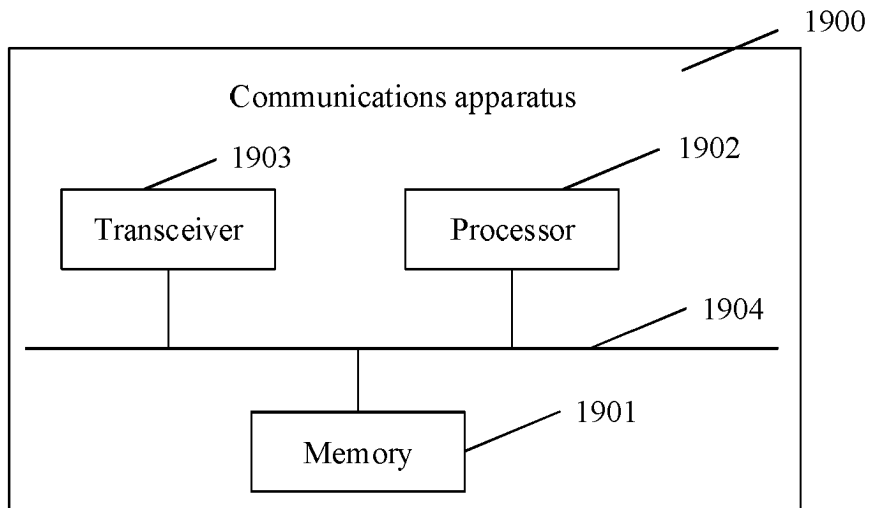 1900
Communications apparatus
1903
1902
Transceiver
Processor
1904
1901
Memory